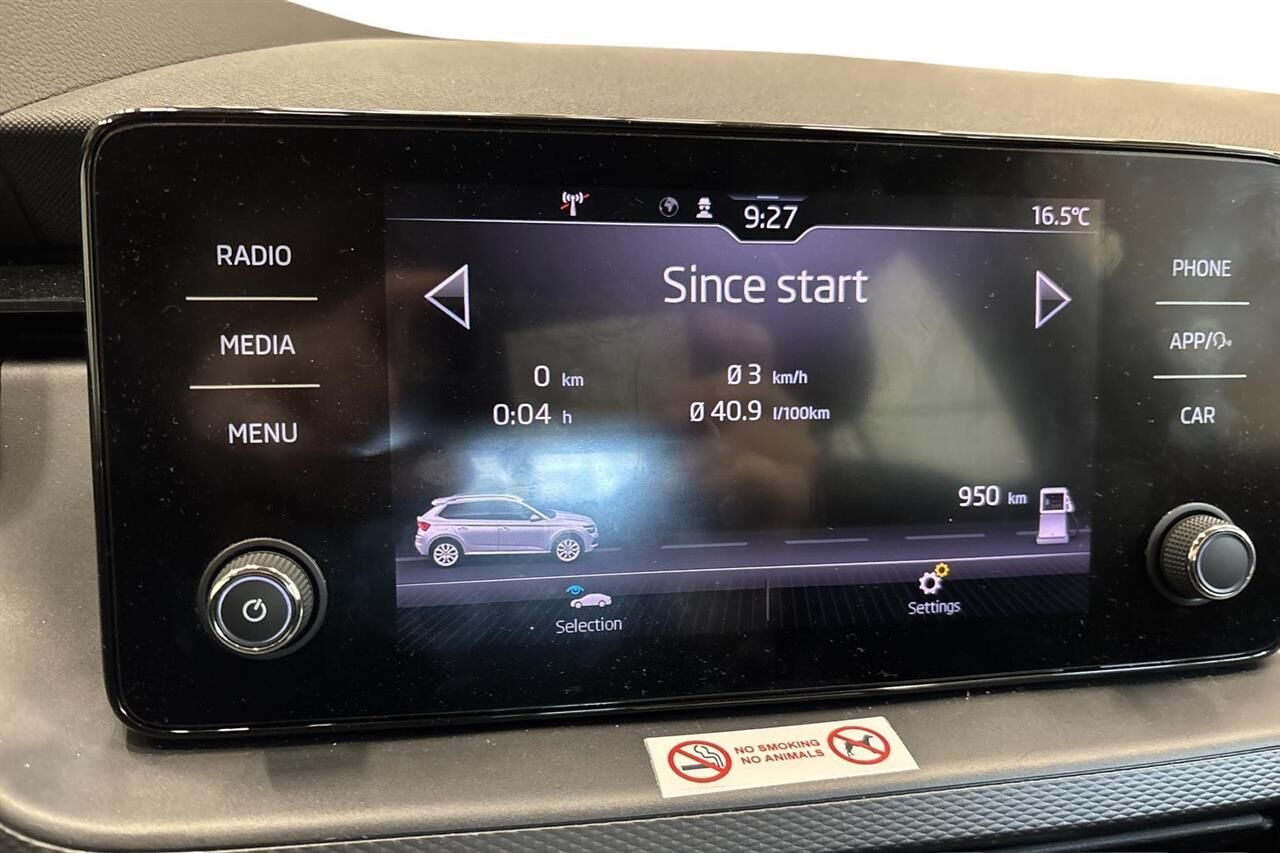 9:27
16.5°C
RADIO
MEDIA
MENU
Since start
0 km
Ø 3 km/h
0:04 h
Ø 40.9 l/100km
950 km
Selection
Settings
PHONE
APP/
CAR
NO SMOKING
NO ANIMALS